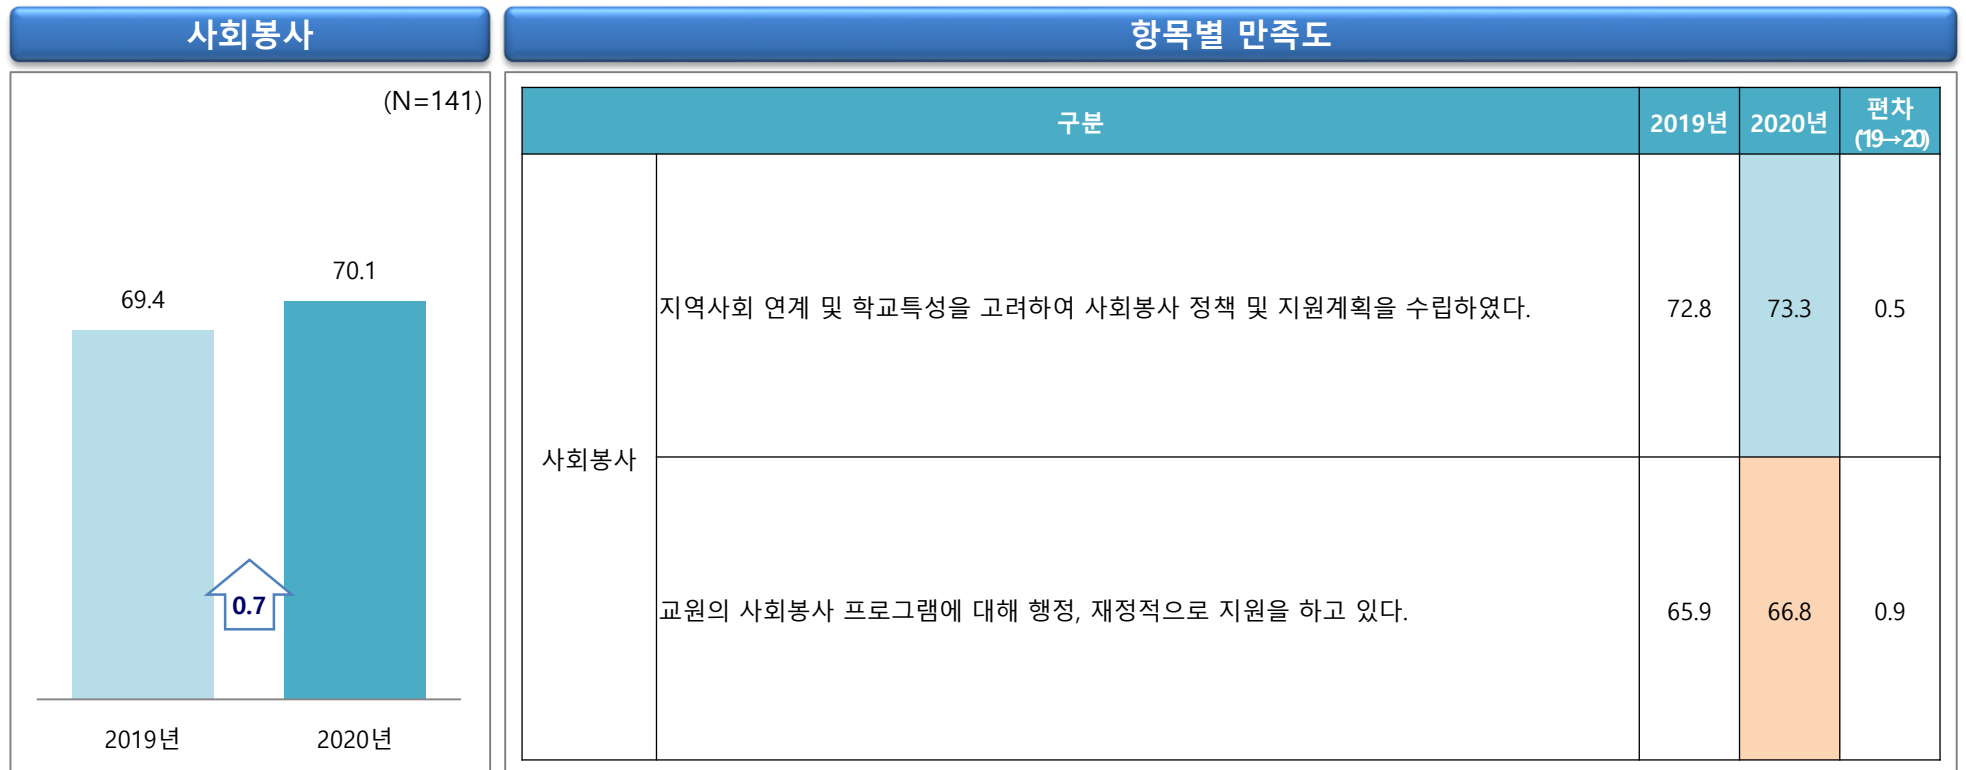 사회봉사
항목별 만족도
(N=141)
69.4
70.1
0.7
2019년
2020년
구분
2019년
2020년
편차
('19→'20)
사회봉사
지역사회 연계 및 학교특성을 고려하여 사회봉사 정책 및 지원계획을 수립하였다.
72.8
73.3
0.5
교원의 사회봉사 프로그램에 대해 행정, 재정적으로 지원을 하고 있다.
65.9
66.8
0.9